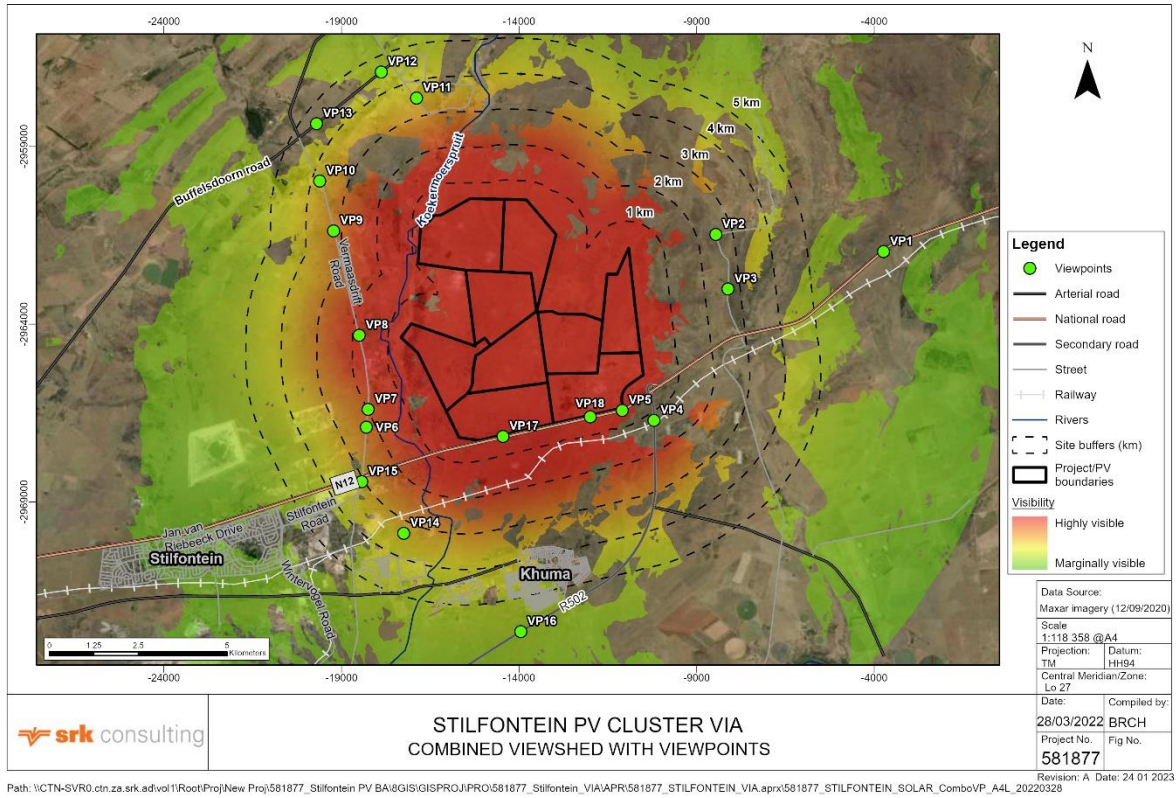 -24000
-19000
-14000
-9000
-4000
N
VP12
VP11
VP13
5 km
4 km
-2959000
-2959000
Buffelsdoorn road
Koekermoerspruit
3 km
VP10
2 km
1 km
VP9
VP2
VP1
Vermaasdrift
Road
VP3
-2964000
-2964000
VP8
VP7
VP18
VP5
VP6
VP4
VP17
VP15
N12
-2969000
-2969000
Stilfontein
Road
Jan van
Riebeeck Drive
VP14
Stilfontein
Khuma
Wintervogel Road
R502
VP16
0 1.25 2.5 5
Kilometers
-24000
-19000
-14000
-9000
-4000
Legend
Viewpoints
Arterial road
National road
Secondary road
Street
Railway
Rivers
Site buffers (km)
Project/PV
boundaries
Visibility
Highly visible
Marginally visible
Data Source:
Maxar imagery (12/09/2020)
Scale
1:118 358 @A4
Projection: Datum:
TM HH94
Central Meridian/Zone:
Lo 27
Date: Compiled by:
28/03/2022 BRCH
Project No. Fig No.
581877
Revision: A Date: 24 01 2023
srk consulting
STILFONTEIN PV CLUSTER VIA
COMBINED VIEWSHED WITH VIEWPOINTS
Path: \\CTN-SVR0.ctn.za.srk.ad\vol1\Root\Proj\New Proj\581877_Stilfontein PV BA\8GIS\GISPROJ\PRO\581877_Stilfontein_VIA\APR\581877_STILFONTEIN_VIA.aprx\581877_STILFONTEIN_SOLAR_ComboVP_A4L_20220328